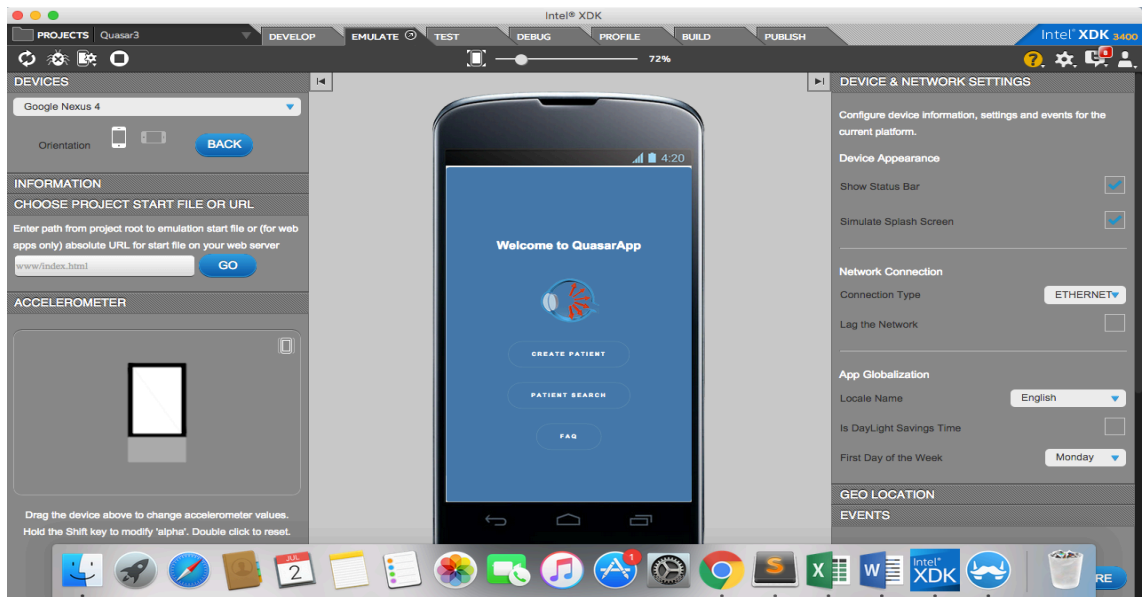 Intel® XDK
PROJECTS Quasar3
DEVELOP EMULATE TEST DEBUG PROFILE BUILD PUBLISH
Intel® XDK 3400
72%
DEVICES
Google Nexus 4
Orientation
BACK
INFORMATION
CHOOSE PROJECT START FILE OR URL
Enter path from project root to emulation start file or (for web
apps only) absolute URL for start file on your web server
www/index.html GO
ACCELEROMETER
Drag the device above to change accelerometer values.
Hold the Shift key to modify 'alpha'. Double click to reset.
4:20
Welcome to QuasarApp
CREATE PATIENT
PATIENT SEARCH
FAQ
DEVICE & NETWORK SETTINGS
Configure device information, settings and events for the
current platform.
Device Appearance
Show Status Bar
Simulate Splash Screen
Network Connection
Connection Type ETHERNET
Lag the Network
App Globalization
Locale Name English
Is DayLight Savings Time
First Day of the Week Monday
GEO LOCATION
EVENTS
JUL
2
1
S
X
W
Intel®
XDK
RE